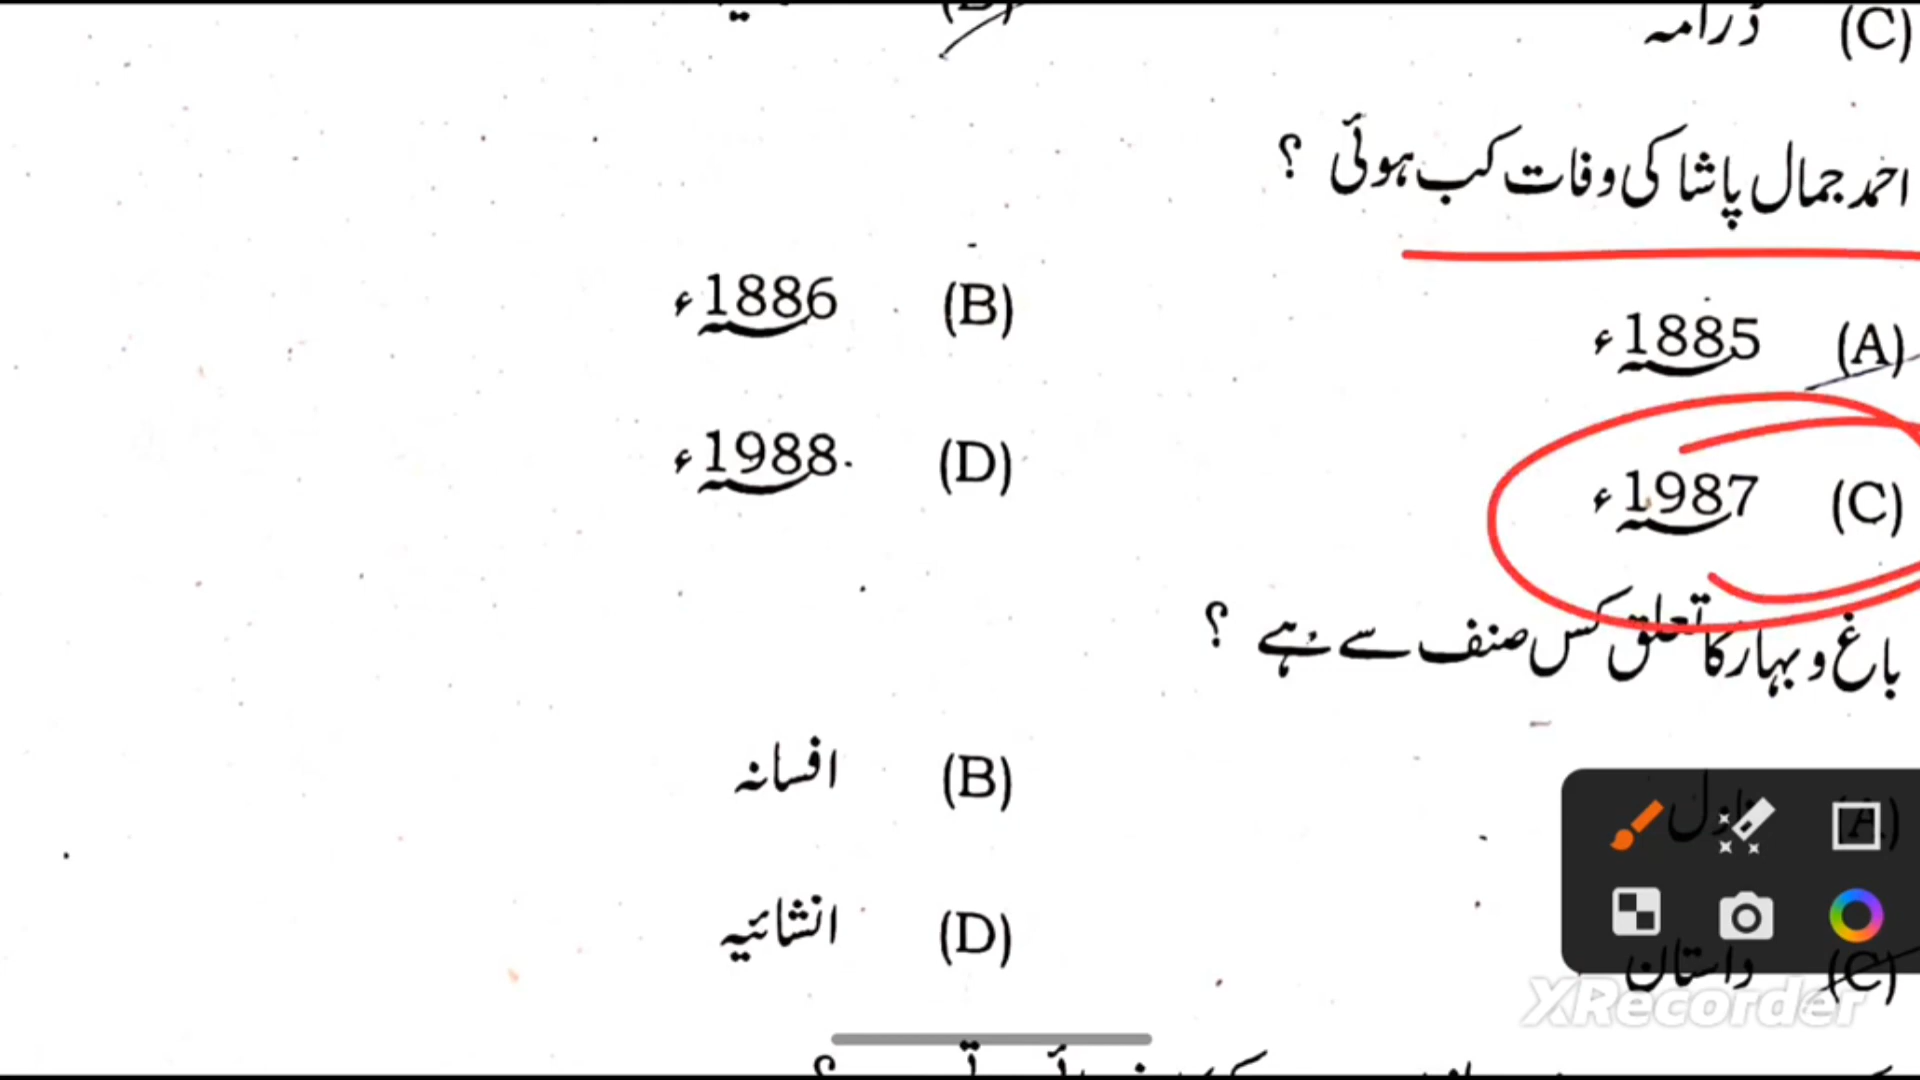 (C) ڈرامہ
احمد جمال پاشا کی وفات کب ہوئی ؟
(A) 1885ء (B) 1886ء
(C) 1987ء (D) 1988ء
باغ و بہار کا تعلق کس صنف سے ہے ؟
(A) ناول (B) افسانہ
(C) داستان (D) انشائیہ
XRecorder